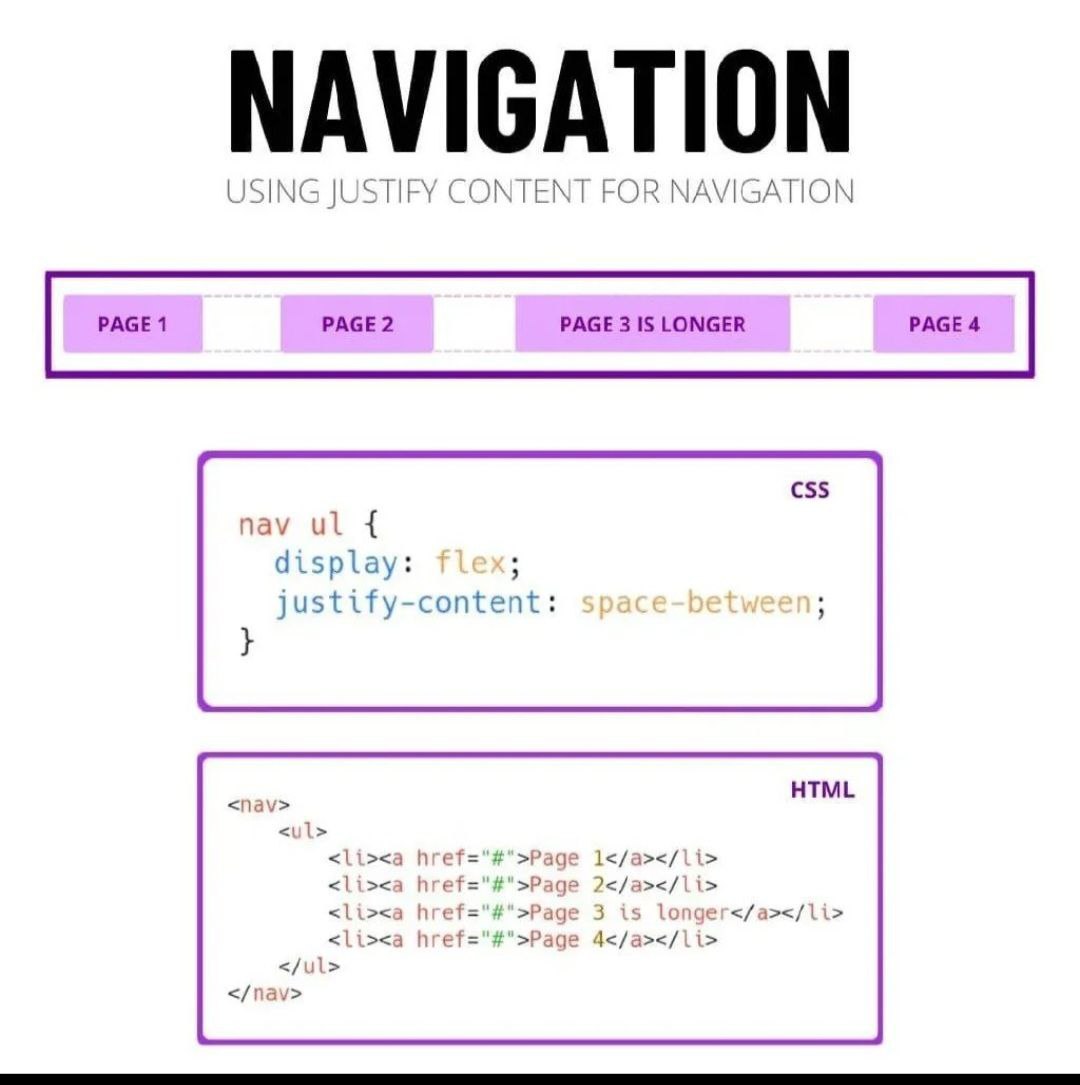 NAVIGATION
USING JUSTIFY CONTENT FOR NAVIGATION
PAGE 1 PAGE 2 PAGE 3 IS LONGER PAGE 4
CSS
nav ul {
  display: flex;
  justify-content: space-between;
}
HTML
<nav>
    <ul>
        <li><a href="#">Page 1</a></li>
        <li><a href="#">Page 2</a></li>
        <li><a href="#">Page 3 is longer</a></li>
        <li><a href="#">Page 4</a></li>
    </ul>
</nav>